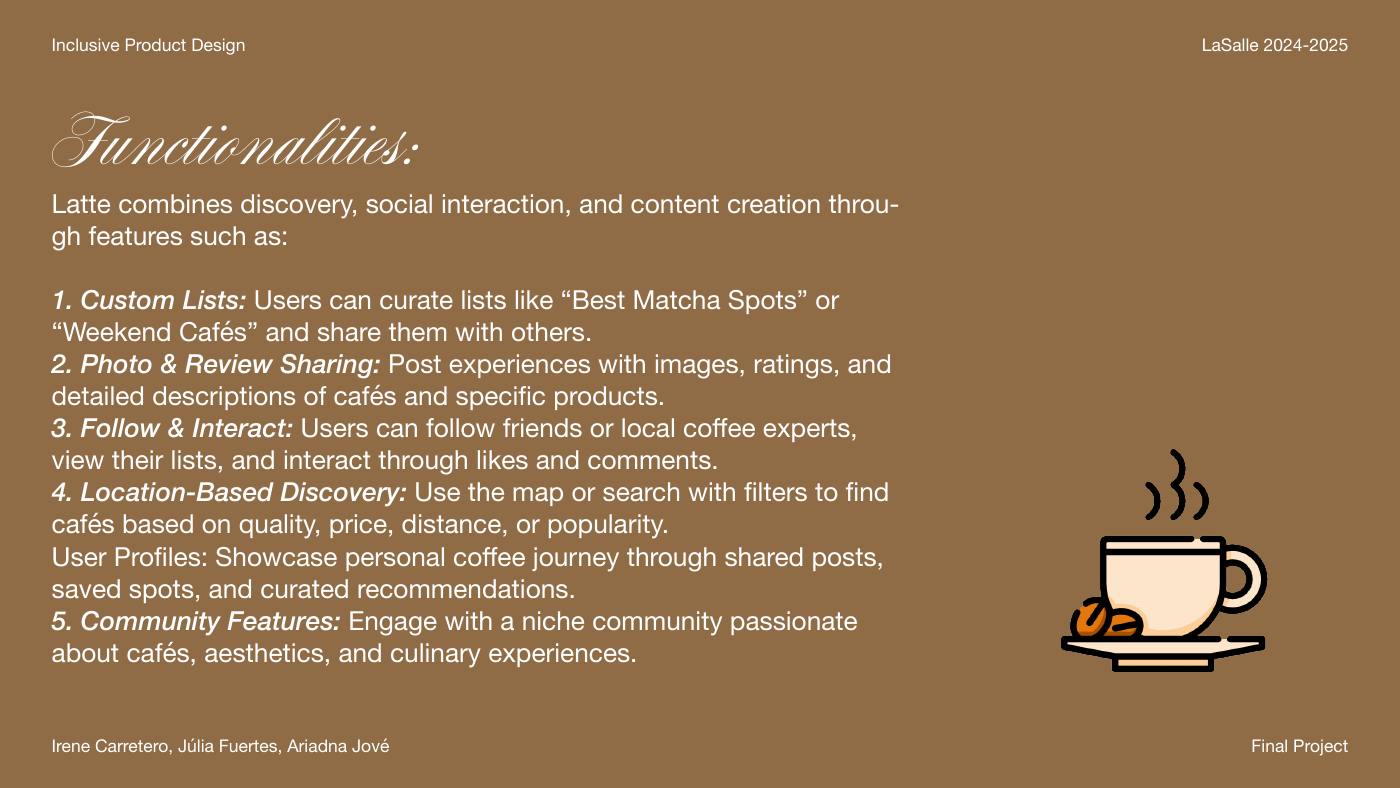 Inclusive Product Design
LaSalle 2024-2025
Functionalities:
Latte combines discovery, social interaction, and content creation throu-
gh features such as:
1. Custom Lists: Users can curate lists like “Best Matcha Spots” or
“Weekend Cafés” and share them with others.
2. Photo & Review Sharing: Post experiences with images, ratings, and
detailed descriptions of cafés and specific products.
3. Follow & Interact: Users can follow friends or local coffee experts,
view their lists, and interact through likes and comments.
4. Location-Based Discovery: Use the map or search with filters to find
cafés based on quality, price, distance, or popularity.
User Profiles: Showcase personal coffee journey through shared posts,
saved spots, and curated recommendations.
5. Community Features: Engage with a niche community passionate
about cafés, aesthetics, and culinary experiences.
Irene Carretero, Júlia Fuertes, Ariadna Jové
Final Project